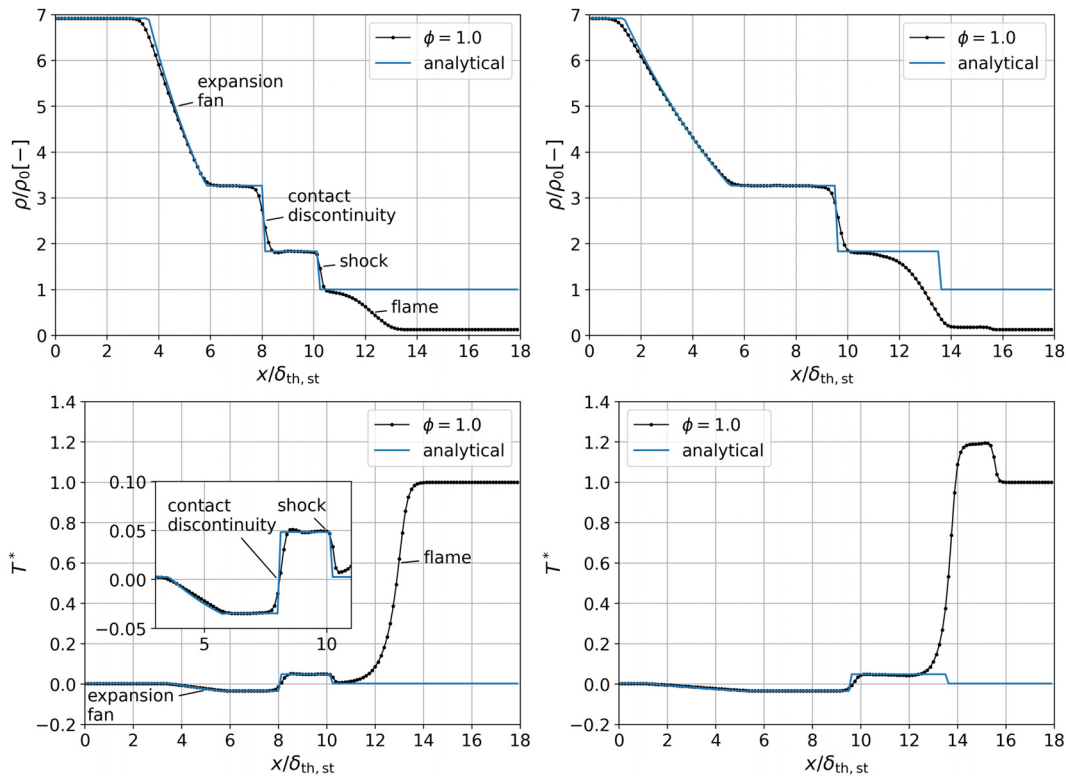 7
6
5
4
3
2
1
0
ρ/ρ₀[−]
ϕ = 1.0
analytical
expansion
fan
contact
discontinuity
shock
flame
0 2 4 6 8 10 12 14 16 18
x/δth, st
7
6
5
4
3
2
1
0
ρ/ρ₀[−]
ϕ = 1.0
analytical
0 2 4 6 8 10 12 14 16 18
x/δth, st
1.4
1.2
1.0
0.8
0.6
0.4
0.2
0.0
−0.2
T*
ϕ = 1.0
analytical
0.10
0.05
0.00
−0.05
contact
discontinuity
shock
5 10
flame
expansion
fan
0 2 4 6 8 10 12 14 16 18
x/δth, st
1.4
1.2
1.0
0.8
0.6
0.4
0.2
0.0
−0.2
T*
ϕ = 1.0
analytical
0 2 4 6 8 10 12 14 16 18
x/δth, st